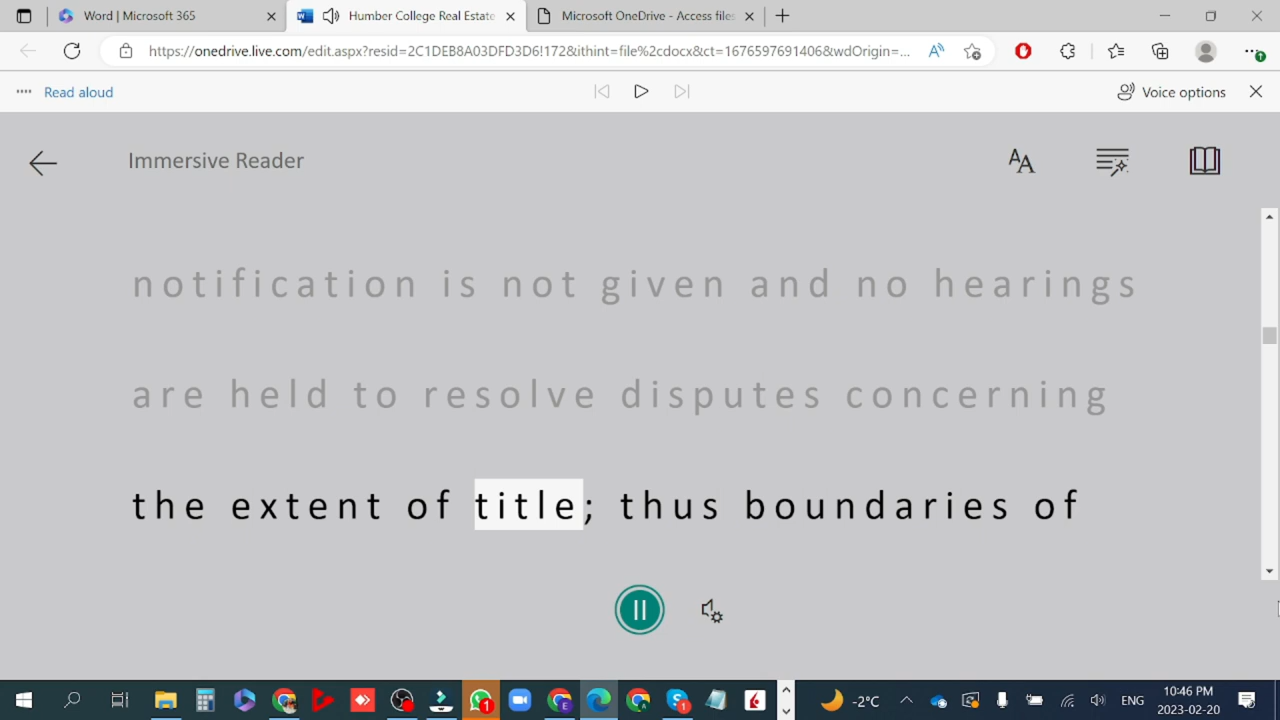 Word | Microsoft 365
Humber College Real Estate
Microsoft OneDrive - Access files
https://onedrive.live.com/edit.aspx?resid=2C1DEB8A03DFD3D6!172&ithint=file%2cdocx&ct=1676597691406&wdOrigin=...
Read aloud
Voice options
Immersive Reader
notification is not given and no hearings
are held to resolve disputes concerning
the extent of title; thus boundaries of
-2°C
ENG
10:46 PM
2023-02-20